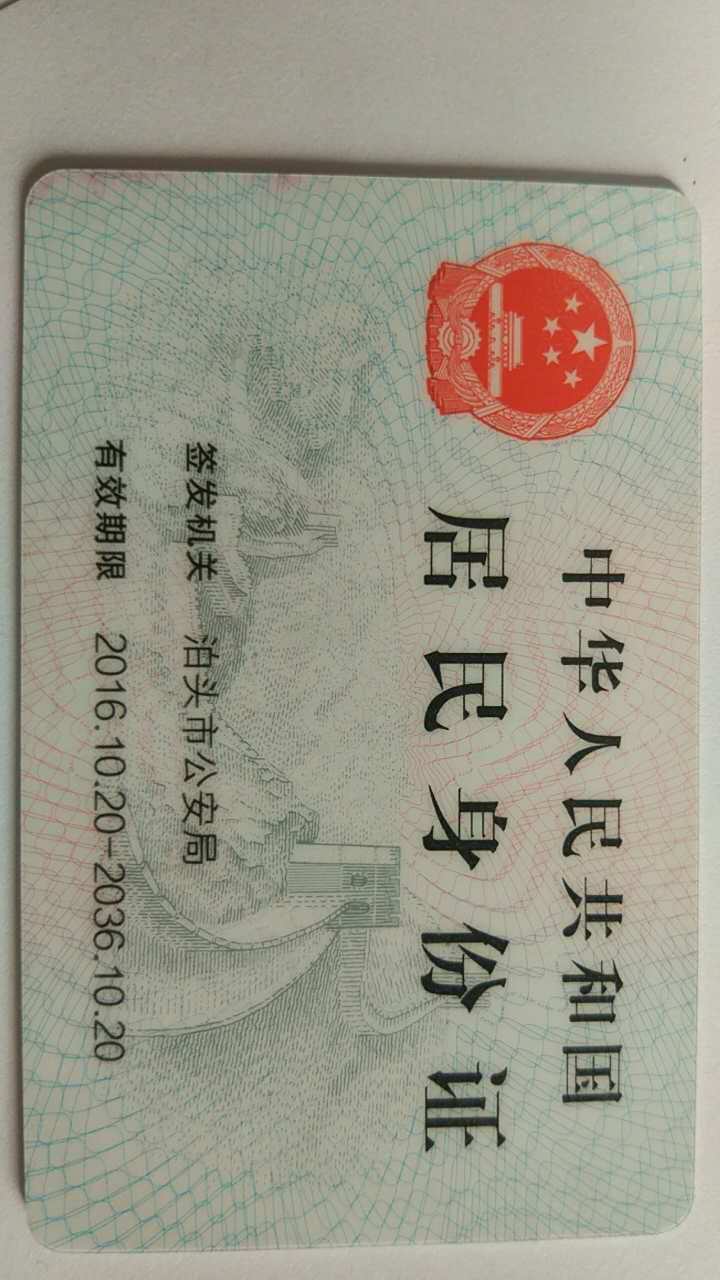 中华人民共和国
居民身份证
签发机关 泊头市公安局
有效期限 2016.10.20-2036.10.20